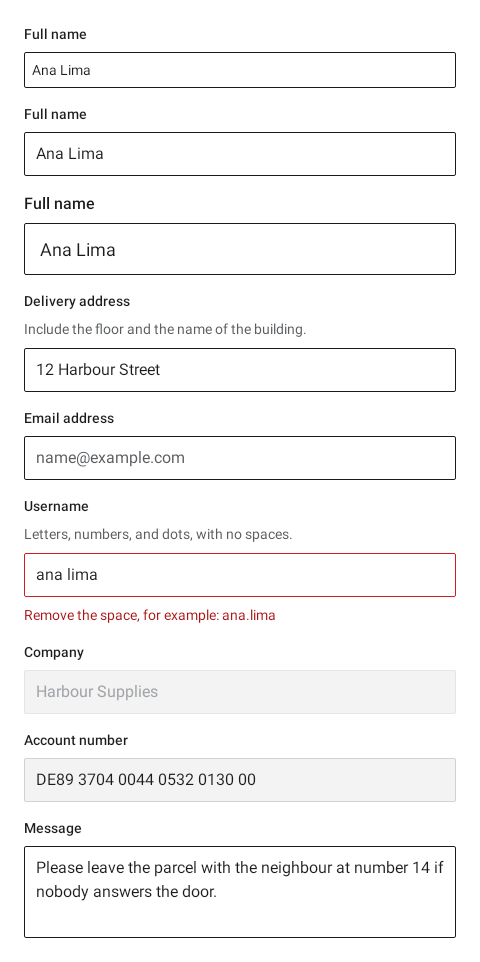 Full name
Ana Lima
Full name
Ana Lima
Full name
Ana Lima
Delivery address
Include the floor and the name of the building.
12 Harbour Street
Email address
name@example.com
Username
Letters, numbers, and dots, with no spaces.
ana lima
Remove the space, for example: ana.lima
Company
Harbour Supplies
Account number
DE89 3704 0044 0532 0130 00
Message
Please leave the parcel with the neighbour at number 14 if
nobody answers the door.